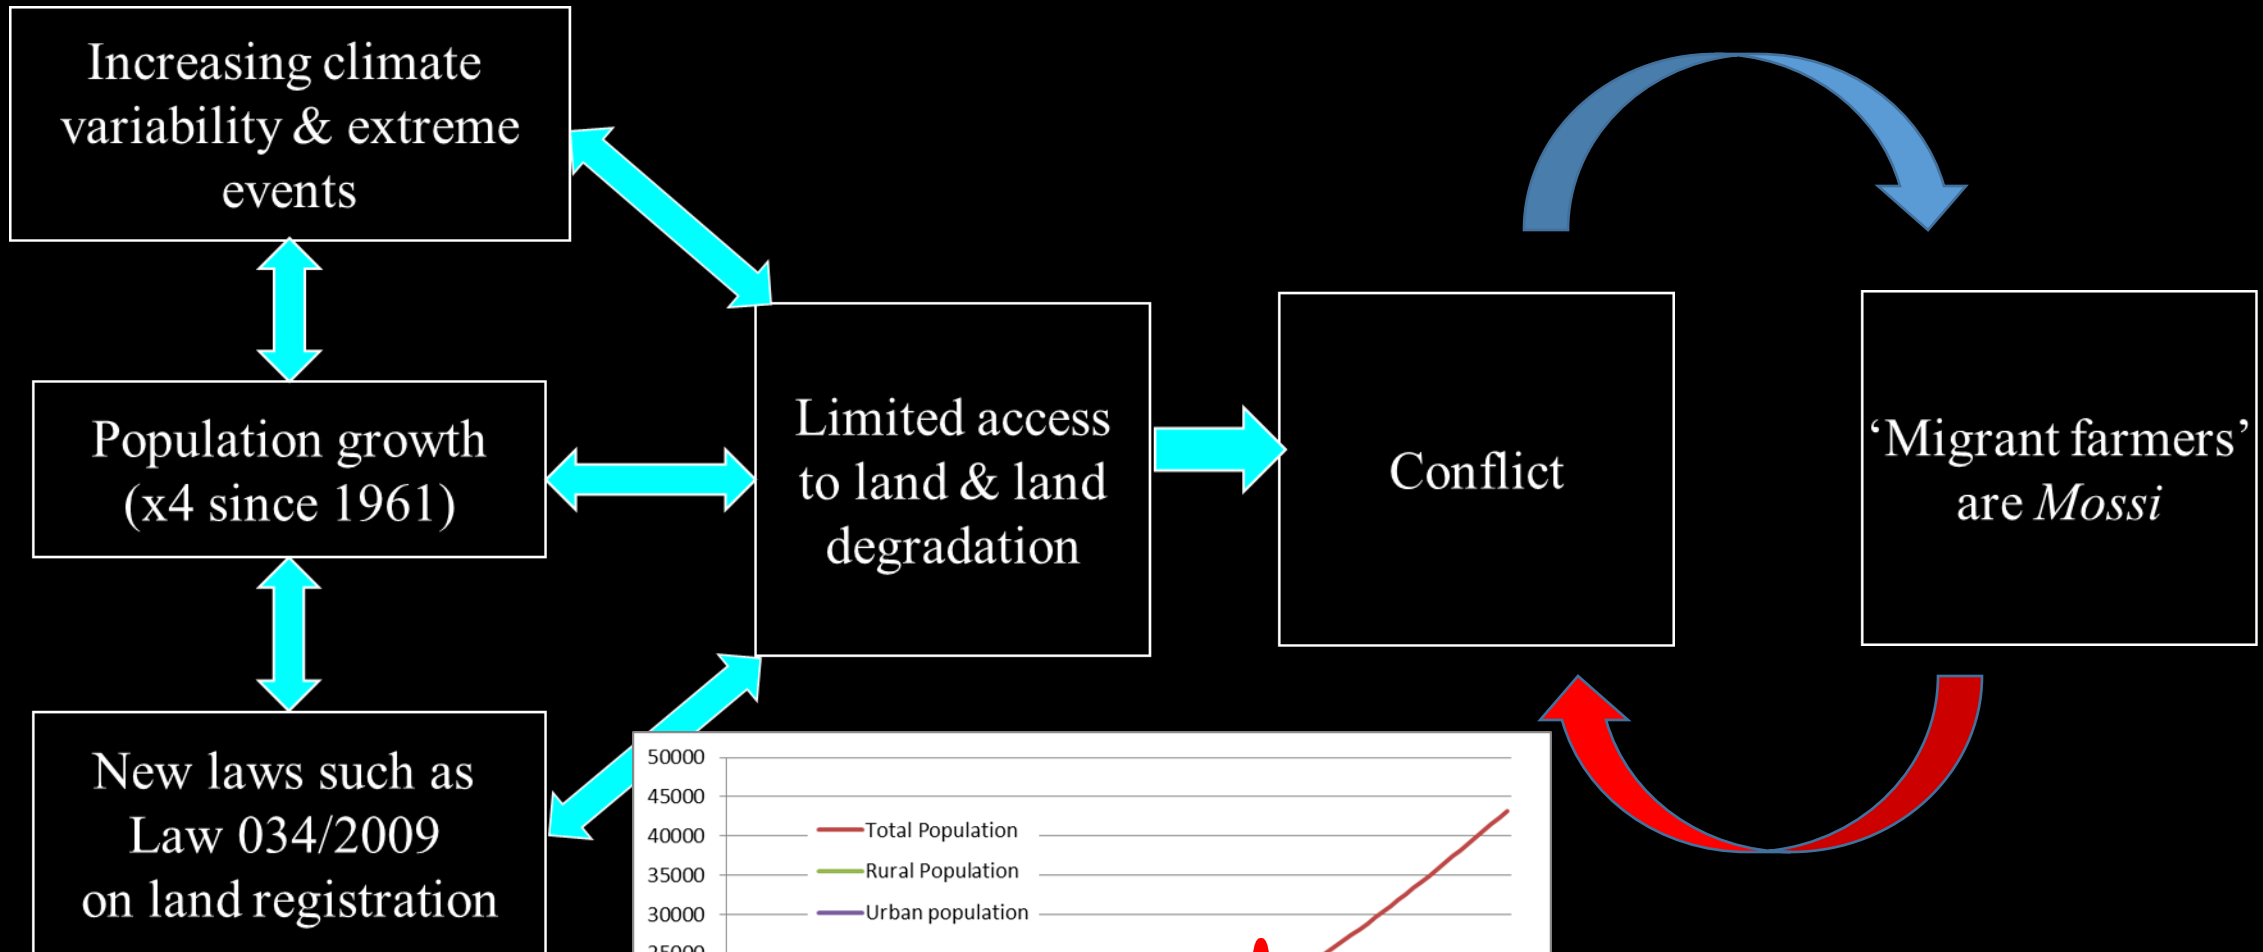 Increasing climate
variability & extreme
events
Population growth
(x4 since 1961)
New laws such as
Law 034/2009
on land registration
Limited access
to land & land
degradation
Conflict
‘Migrant farmers’
are Mossi
50000
45000
40000
35000
30000
Total Population
Rural Population
Urban population